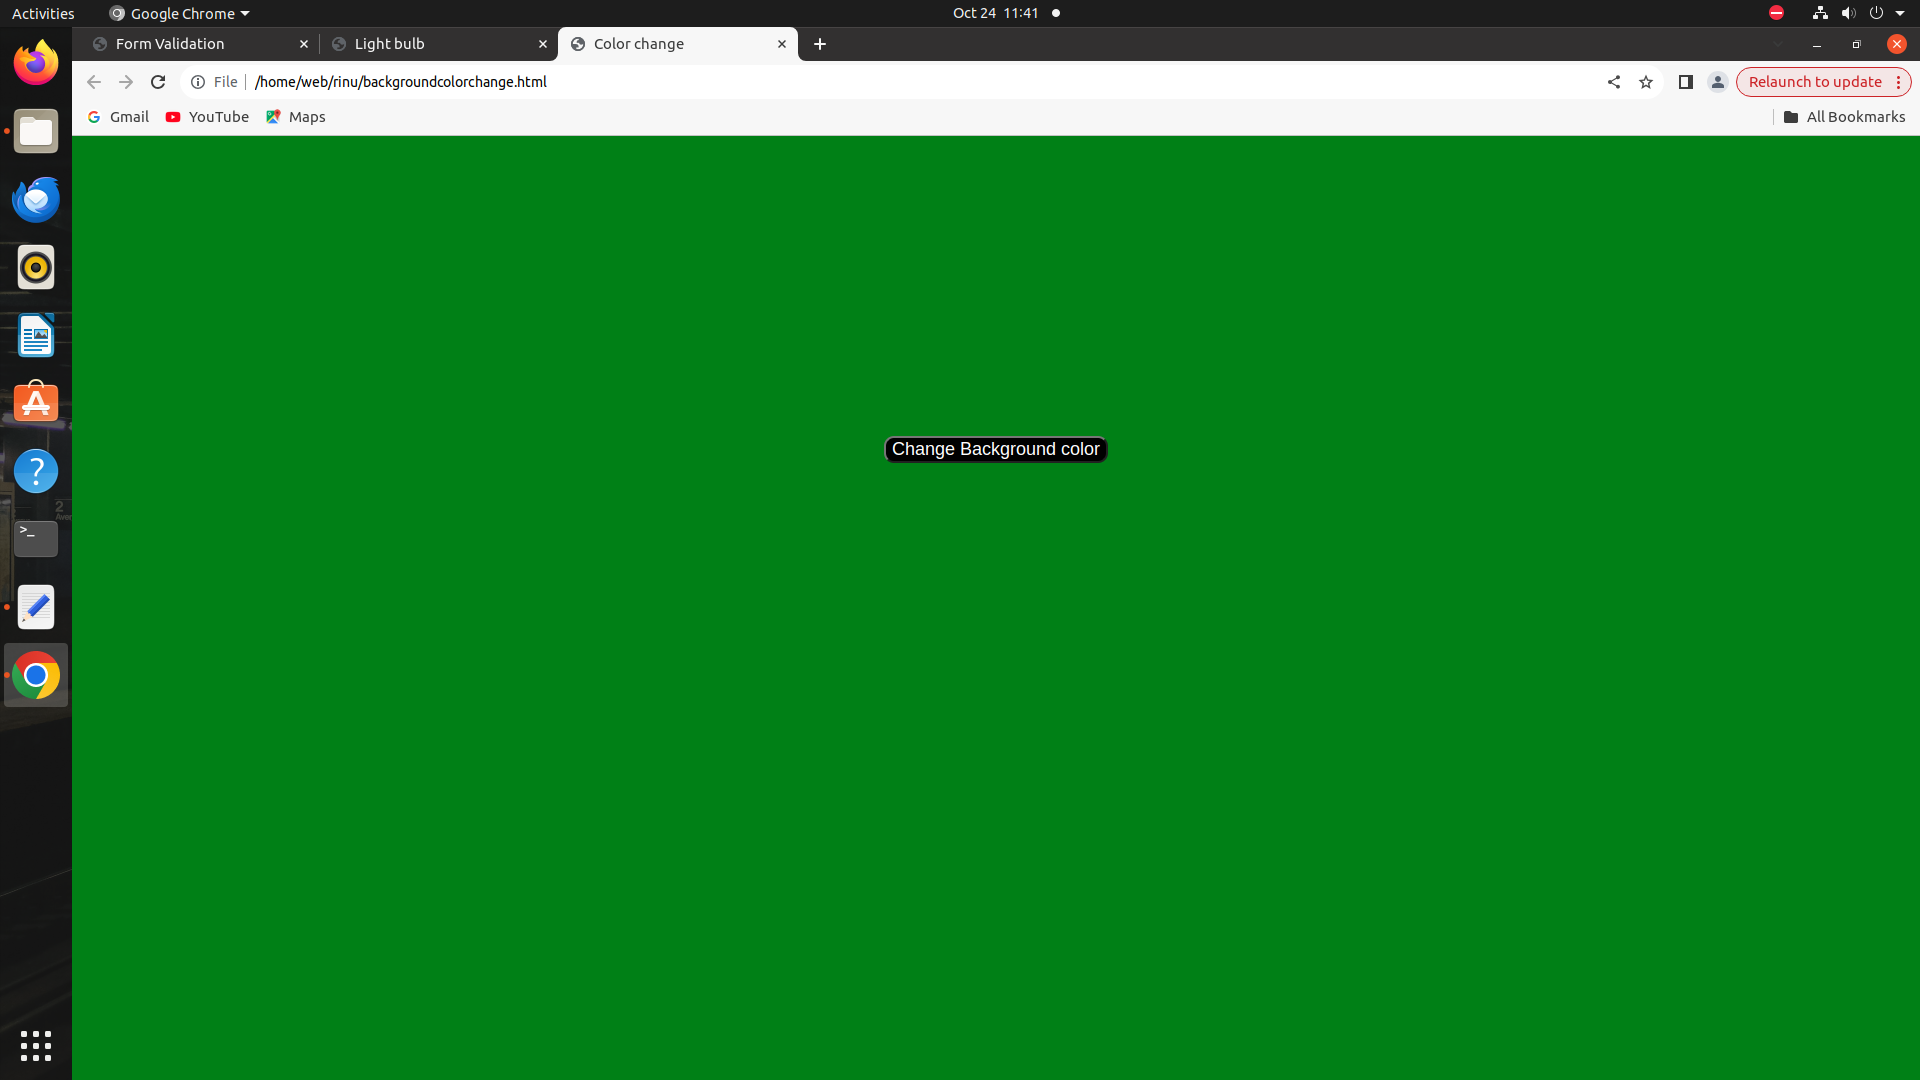 Activities
Google Chrome
Oct 24 11:41
Form Validation
Light bulb
Color change
File
/home/web/rinu/backgroundcolorchange.html
Relaunch to update
Gmail
YouTube
Maps
All Bookmarks
Change Background color